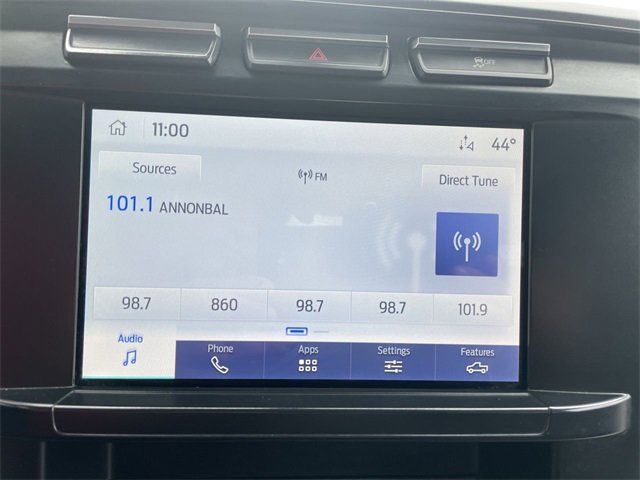 OFF
11:00
44°
Sources
FM
Direct Tune
101.1 ANNONBAL
98.7 860 98.7 98.7 101.9
Audio Phone Apps Settings Features